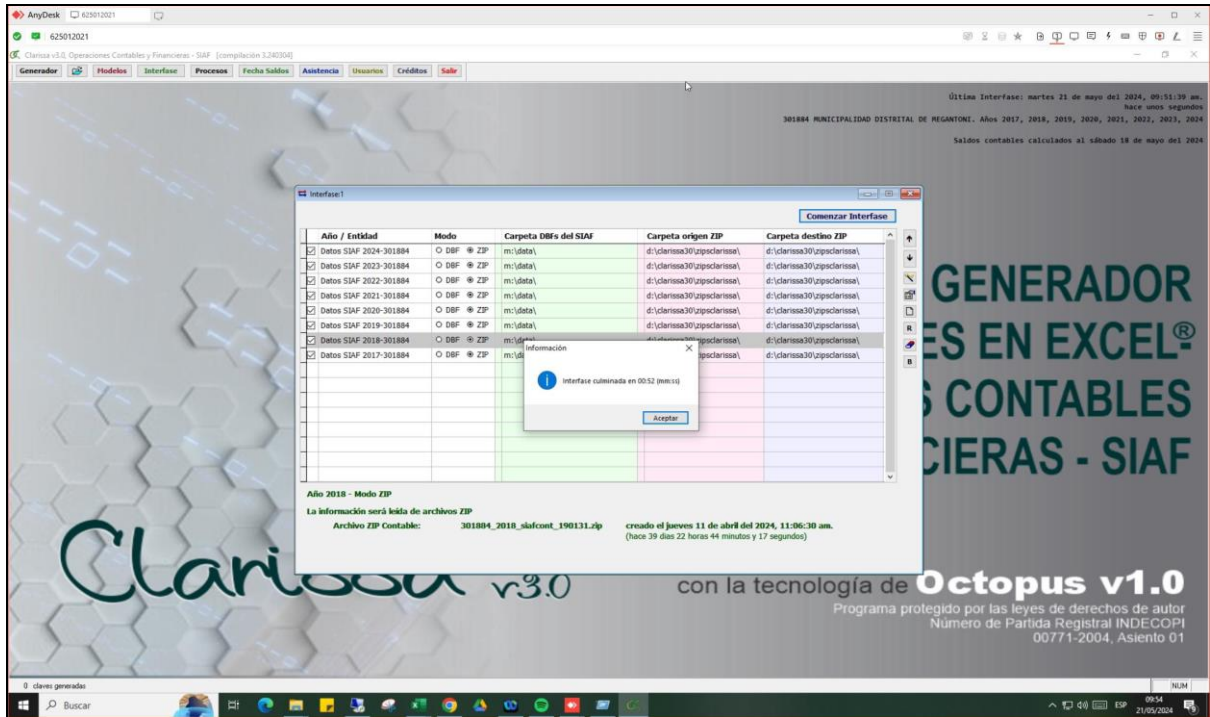 AnyDesk 625012021
625012021
Clarissa v3.0, Operaciones Contables y Financieras - SIAF [compilación 3.240304]
Generador Modelos Interfase Procesos Fecha Saldos Asistencia Usuarios Créditos Salir
Última Interfase: martes 21 de mayo del 2024, 09:51:39 am.
hace unos segundos
301884 MUNICIPALIDAD DISTRITAL DE MEGANTONI. Años 2017, 2018, 2019, 2020, 2021, 2022, 2023, 2024
Saldos contables calculados al sábado 18 de mayo del 2024
Interfase:1
Comenzar Interfase
Año / Entidad Modo Carpeta DBFs del SIAF Carpeta origen ZIP Carpeta destino ZIP
Datos SIAF 2024-301884 DBF ZIP m:\data\ d:\clarissa30\zipsclarissa\ d:\clarissa30\zipsclarissa\
Datos SIAF 2023-301884 DBF ZIP m:\data\ d:\clarissa30\zipsclarissa\ d:\clarissa30\zipsclarissa\
Datos SIAF 2022-301884 DBF ZIP m:\data\ d:\clarissa30\zipsclarissa\ d:\clarissa30\zipsclarissa\
Datos SIAF 2021-301884 DBF ZIP m:\data\ d:\clarissa30\zipsclarissa\ d:\clarissa30\zipsclarissa\
Datos SIAF 2020-301884 DBF ZIP m:\data\ d:\clarissa30\zipsclarissa\ d:\clarissa30\zipsclarissa\
Datos SIAF 2019-301884 DBF ZIP m:\data\ d:\clarissa30\zipsclarissa\ d:\clarissa30\zipsclarissa\
Datos SIAF 2018-301884 DBF ZIP d:\clarissa30\zipsclarissa\
Datos SIAF 2017-301884 DBF ZIP m:\da ipsclarissa\ d:\clarissa30\zipsclarissa\
R
B
Información
Interfase culminada en 00:52 (mm:ss)
Aceptar
GENERADOR
ES EN EXCEL®
S CONTABLES
CIERAS - SIAF
Año 2018 - Modo ZIP
La información será leída de archivos ZIP
Archivo ZIP Contable: 301884_2018_siafcont_190131.zip creado el jueves 11 de abril del 2024, 11:06:30 am.
(hace 39 dias 22 horas 44 minutos y 17 segundos)
Clarissa v3.0
con la tecnología de Octopus v1.0
Programa protegido por las leyes de derechos de autor
Número de Partida Registral INDECOPI
00771-2004, Asiento 01
0 claves generadas NUM
Buscar ESP 09:54
21/05/2024